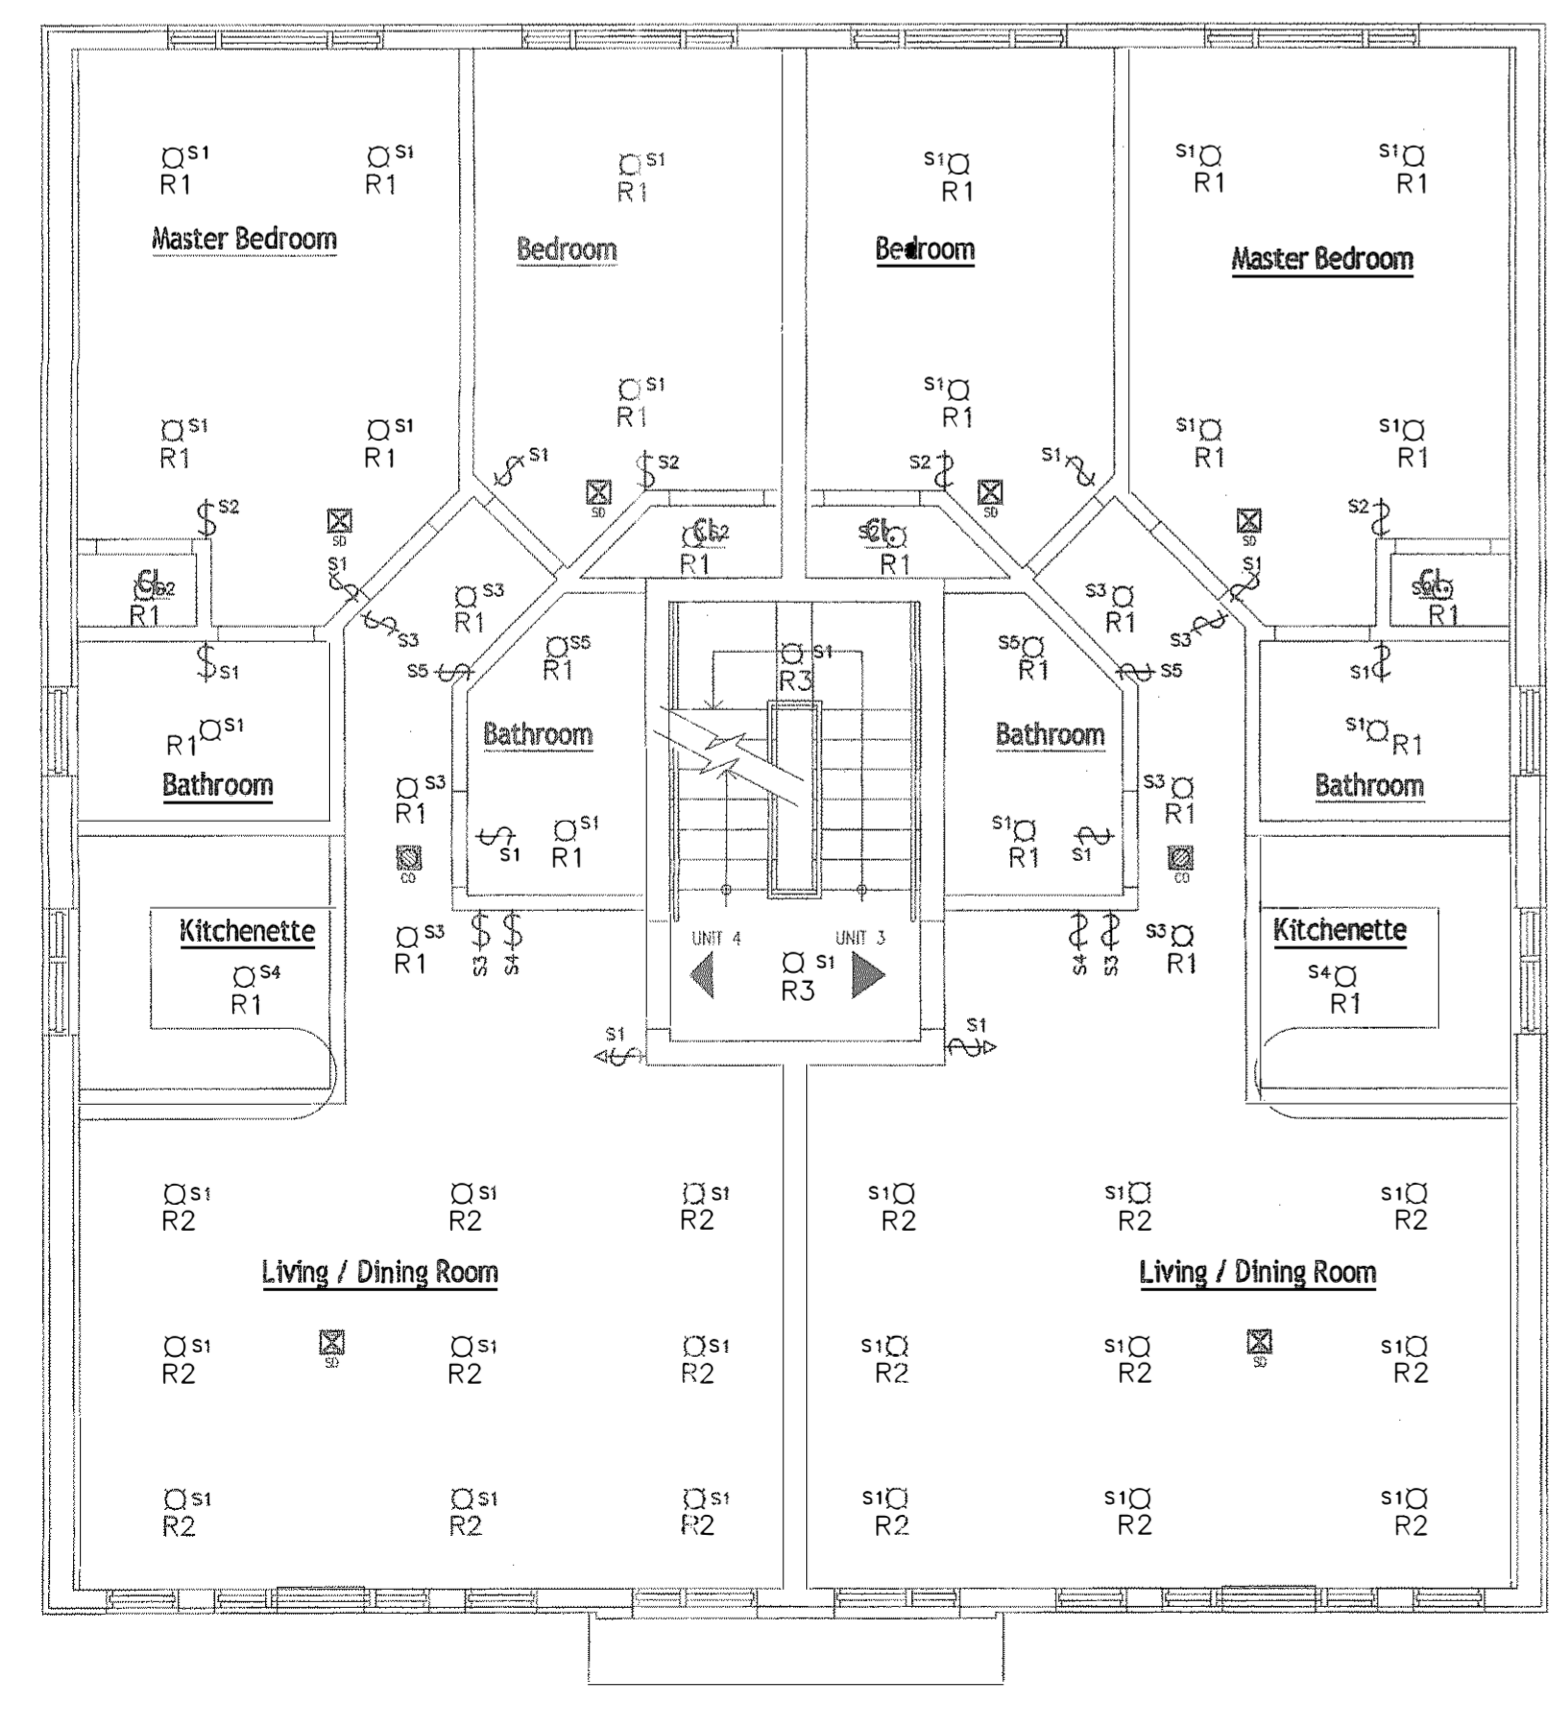 S1 S1 S1 S1 S1 S1
R1 R1 R1 R1 R1 R1
Master Bedroom Bedroom Bedroom Master Bedroom
S1 S1
R1 R1
S1 S1 S1 S1
R1 R1 R1 R1
S1 S2 S2 S1
S2 SD SD S2
SD CL S2 S2 CL SD
S1 R1 R1 S1
CL S2 S3 S3 CL
R1 R1 R1 R1
S3 S3
S5 S5 S1 S5 S5
S1 R1 R3 R1 S1
S1 S1
R1 R1
Bathroom Bathroom
Bathroom Bathroom
S3 S3
R1 R1
S1 S1
S1 R1 R1 S1
CO CO
Kitchenette UNIT 4 UNIT 3 Kitchenette
S3 S3
R1 S3 S4 S4 S3 R1
S4 S1 S4
R1 R3 R1
S1 S1
S1 S1 S1 S1 S1 S1
R2 R2 R2 R2 R2 R2
Living / Dining Room Living / Dining Room
S1 S1 S1 S1 S1 S1
SD SD
R2 R2 R2 R2 R2 R2
S1 S1 S1 S1 S1 S1
R2 R2 R2 R2 R2 R2